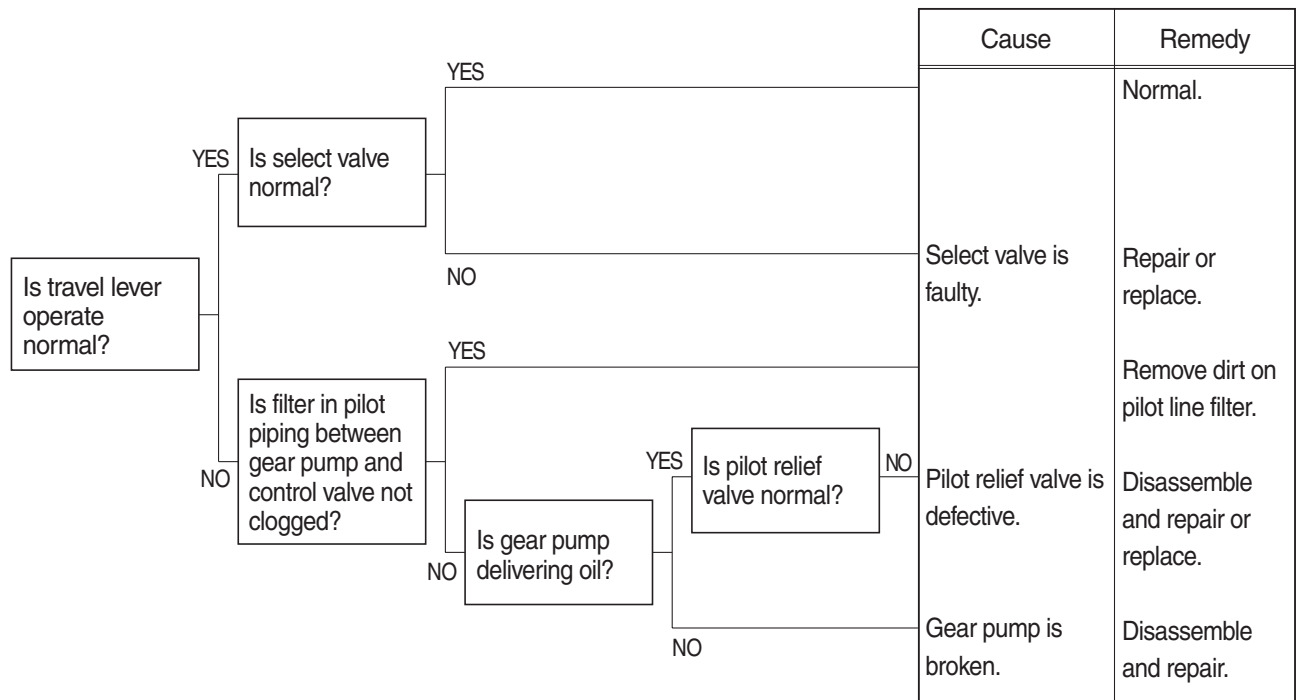 Cause
Remedy
YES
Normal.
YES
Is select valve
normal?
NO
Select valve is
faulty.
Repair or
replace.
Is travel lever
operate
normal?
YES
Remove dirt on
pilot line filter.
NO
Is filter in pilot
piping between
gear pump and
control valve not
clogged?
YES
Is pilot relief
valve normal?
NO
Pilot relief valve is
defective.
Disassemble
and repair or
replace.
NO
Is gear pump
delivering oil?
NO
Gear pump is
broken.
Disassemble
and repair.